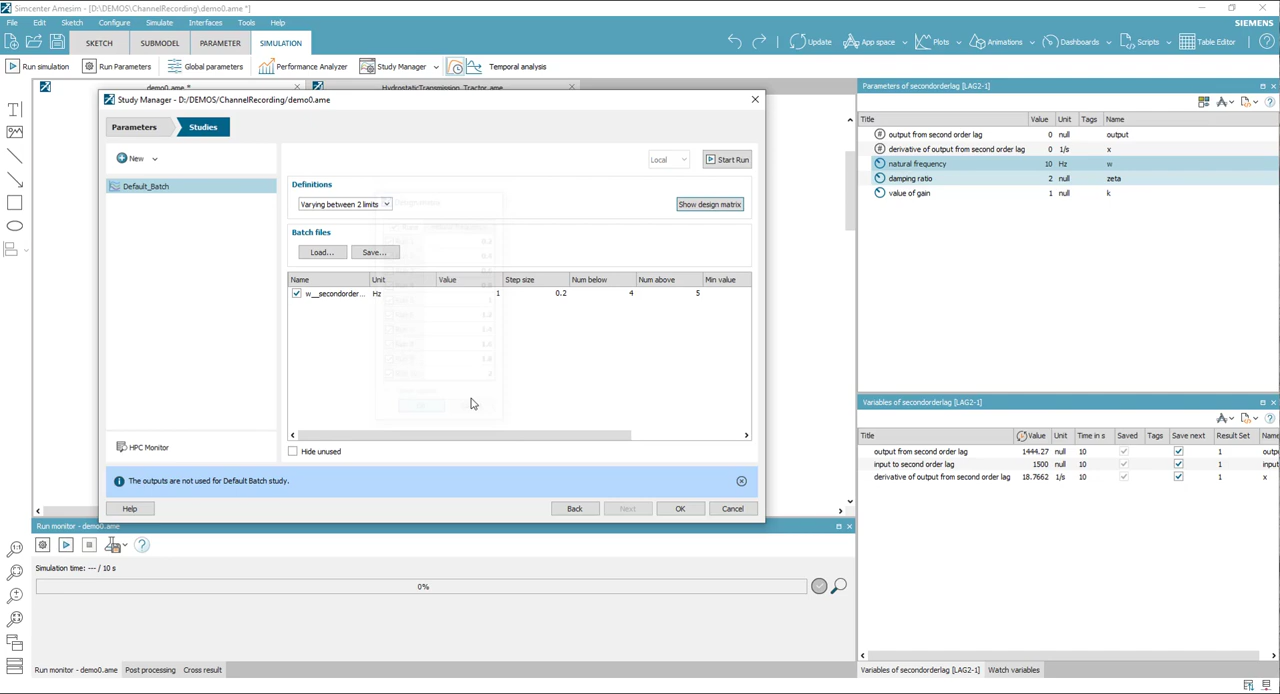 Simcenter Amesim - [D:\DEMOS\ChannelRecording\demo0.ame *]
File Edit Sketch Configure Simulate Interfaces Tools Help
SIEMENS
SKETCH SUBMODEL PARAMETER SIMULATION
Update App space Plots Animations Dashboards Scripts Table Editor
Run simulation Run Parameters Global parameters Performance Analyzer Study Manager Temporal analysis
demo0.ame * HydrostaticTransmission_Tractor.ame
Study Manager - D:/DEMOS/ChannelRecording/demo0.ame
Parameters Studies
New
Default_Batch
HPC Monitor
Local Start Run
Definitions
Varying between 2 limits Show design matrix
Batch files
Load... Save...
Name Unit Value Step size Num below Num above Min value
w__secondorder... Hz 1 0.2 4 5
Hide unused
The outputs are not used for Default Batch study.
Help Back Next OK Cancel
Parameters of secondorderlag [LAG2-1]
Title Value Unit Tags Name
output from second order lag 0 null output
derivative of output from second order lag 0 1/s x
natural frequency 10 Hz w
damping ratio 2 null zeta
value of gain 1 null k
Variables of secondorderlag [LAG2-1]
Title Value Unit Time in s Saved Tags Save next Result Set Name
output from second order lag 1444.27 null 10 1 outp
input to second order lag 1500 null 10 1 input
derivative of output from second order lag 18.7662 1/s 10 1 x
Variables of secondorderlag [LAG2-1] Watch variables
Run monitor - demo0.ame
Simulation time: --- / 10 s
0%
Run monitor - demo0.ame Post processing Cross result